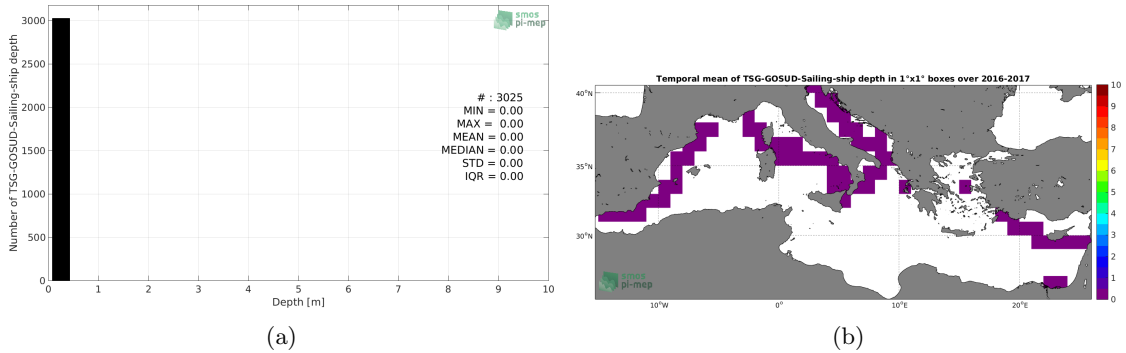 smos
pi-mep
3000
2500
2000
1500
1000
500
0
Number of TSG-GOSUD-Sailing-ship depth
# : 3025
MIN = 0.00
MAX = 0.00
MEAN = 0.00
MEDIAN = 0.00
STD = 0.00
IQR = 0.00
0 1 2 3 4 5 6 7 8 9 10
Depth [m]
(a)
Temporal mean of TSG-GOSUD-Sailing-ship depth in 1°x1° boxes over 2016-2017
40°N
35°N
30°N
10°W 0° 10°E 20°E
smos
pi-mep
10
9
8
7
6
5
4
3
2
1
0
(b)